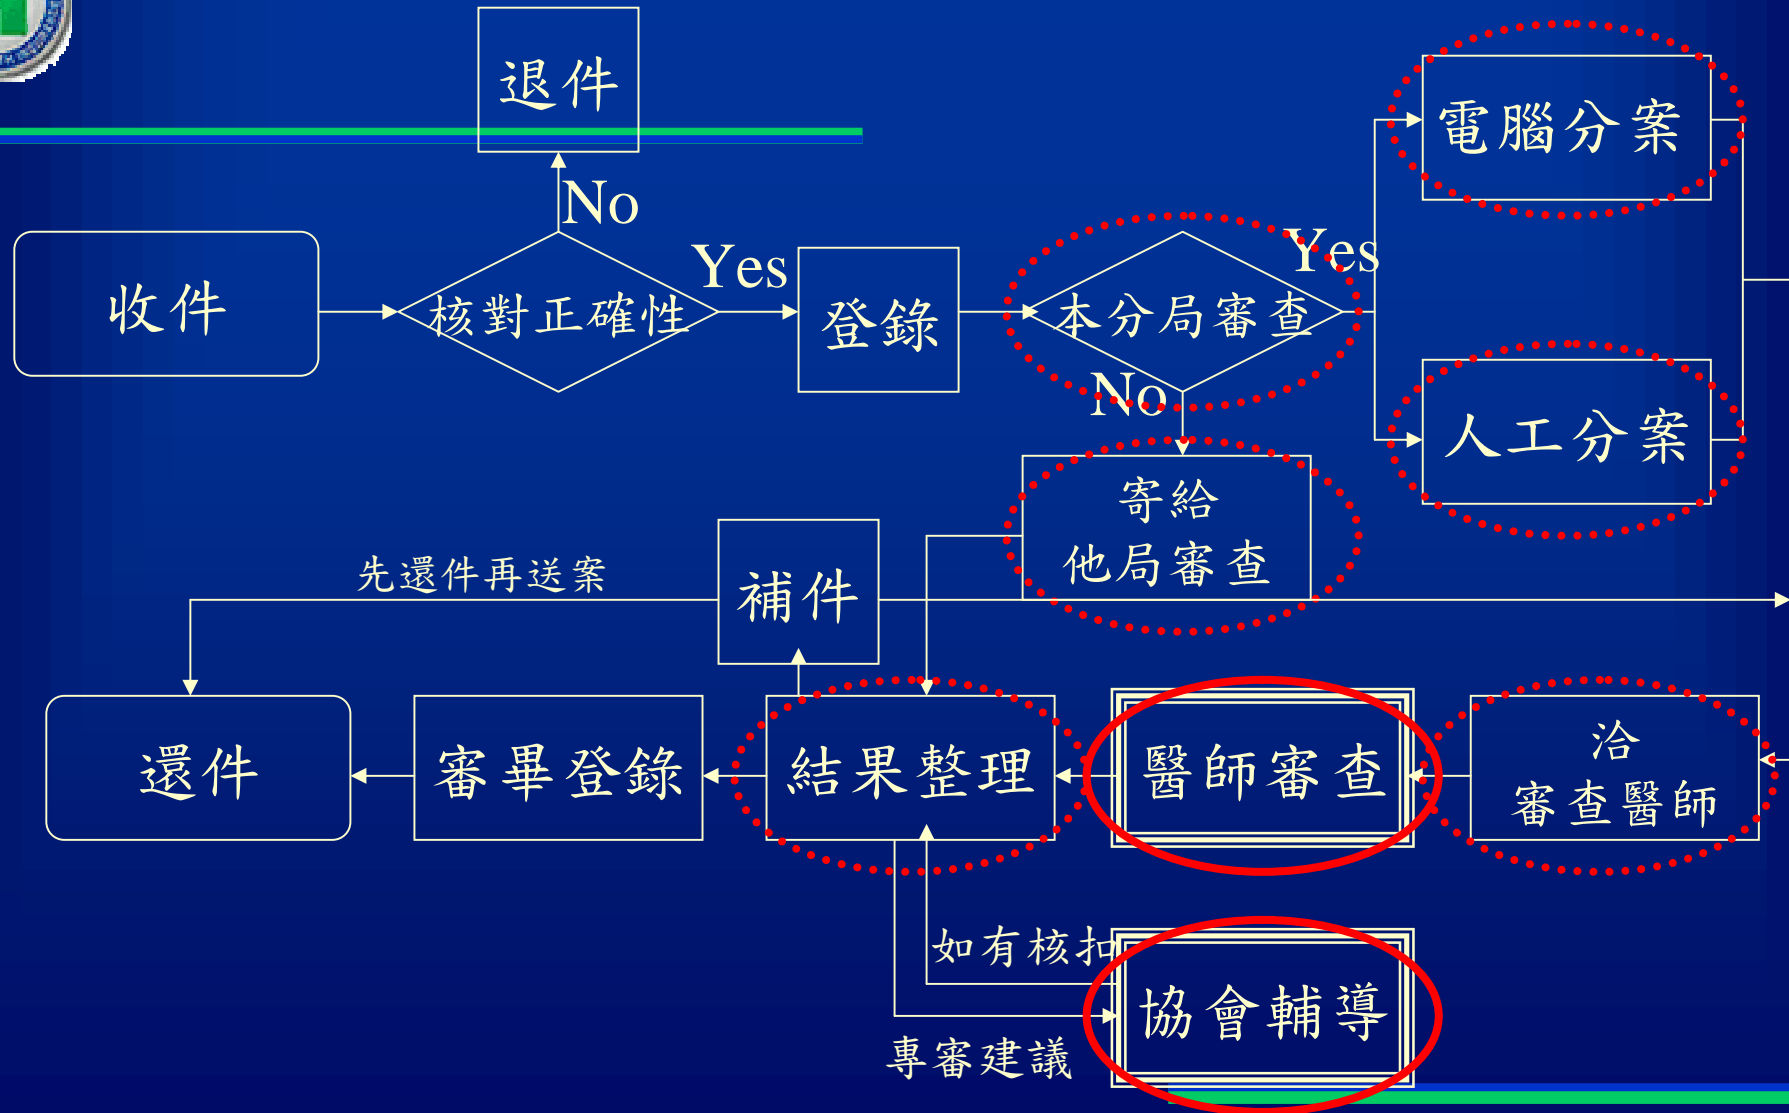 退件
No
電腦分案
收件
核對正確性
Yes
登錄
本分局審查
Yes
No
人工分案
寄給
他局審查
先還件再送案
補件
還件
審畢登錄
結果整理
醫師審查
洽
審查醫師
如有核扣
協會輔導
專審建議